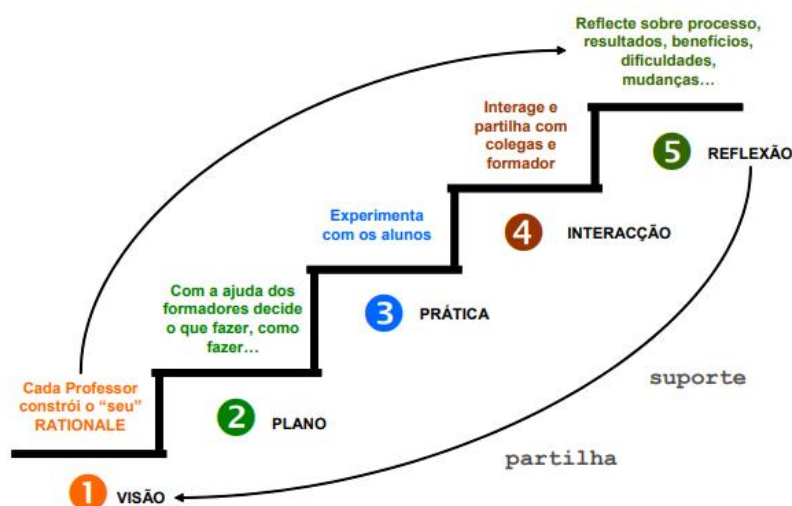 Reflecte sobre processo,
resultados, benefícios,
dificuldades,
mudanças…
5 REFLEXÃO
Interage e
partilha com
colegas e
formador
4 INTERACÇÃO
Experimenta
com os alunos
3 PRÁTICA
Com a ajuda dos
formadores decide
o que fazer, como
fazer…
2 PLANO
Cada Professor
constrói o “seu”
RATIONALE
1 VISÃO
suporte
partilha